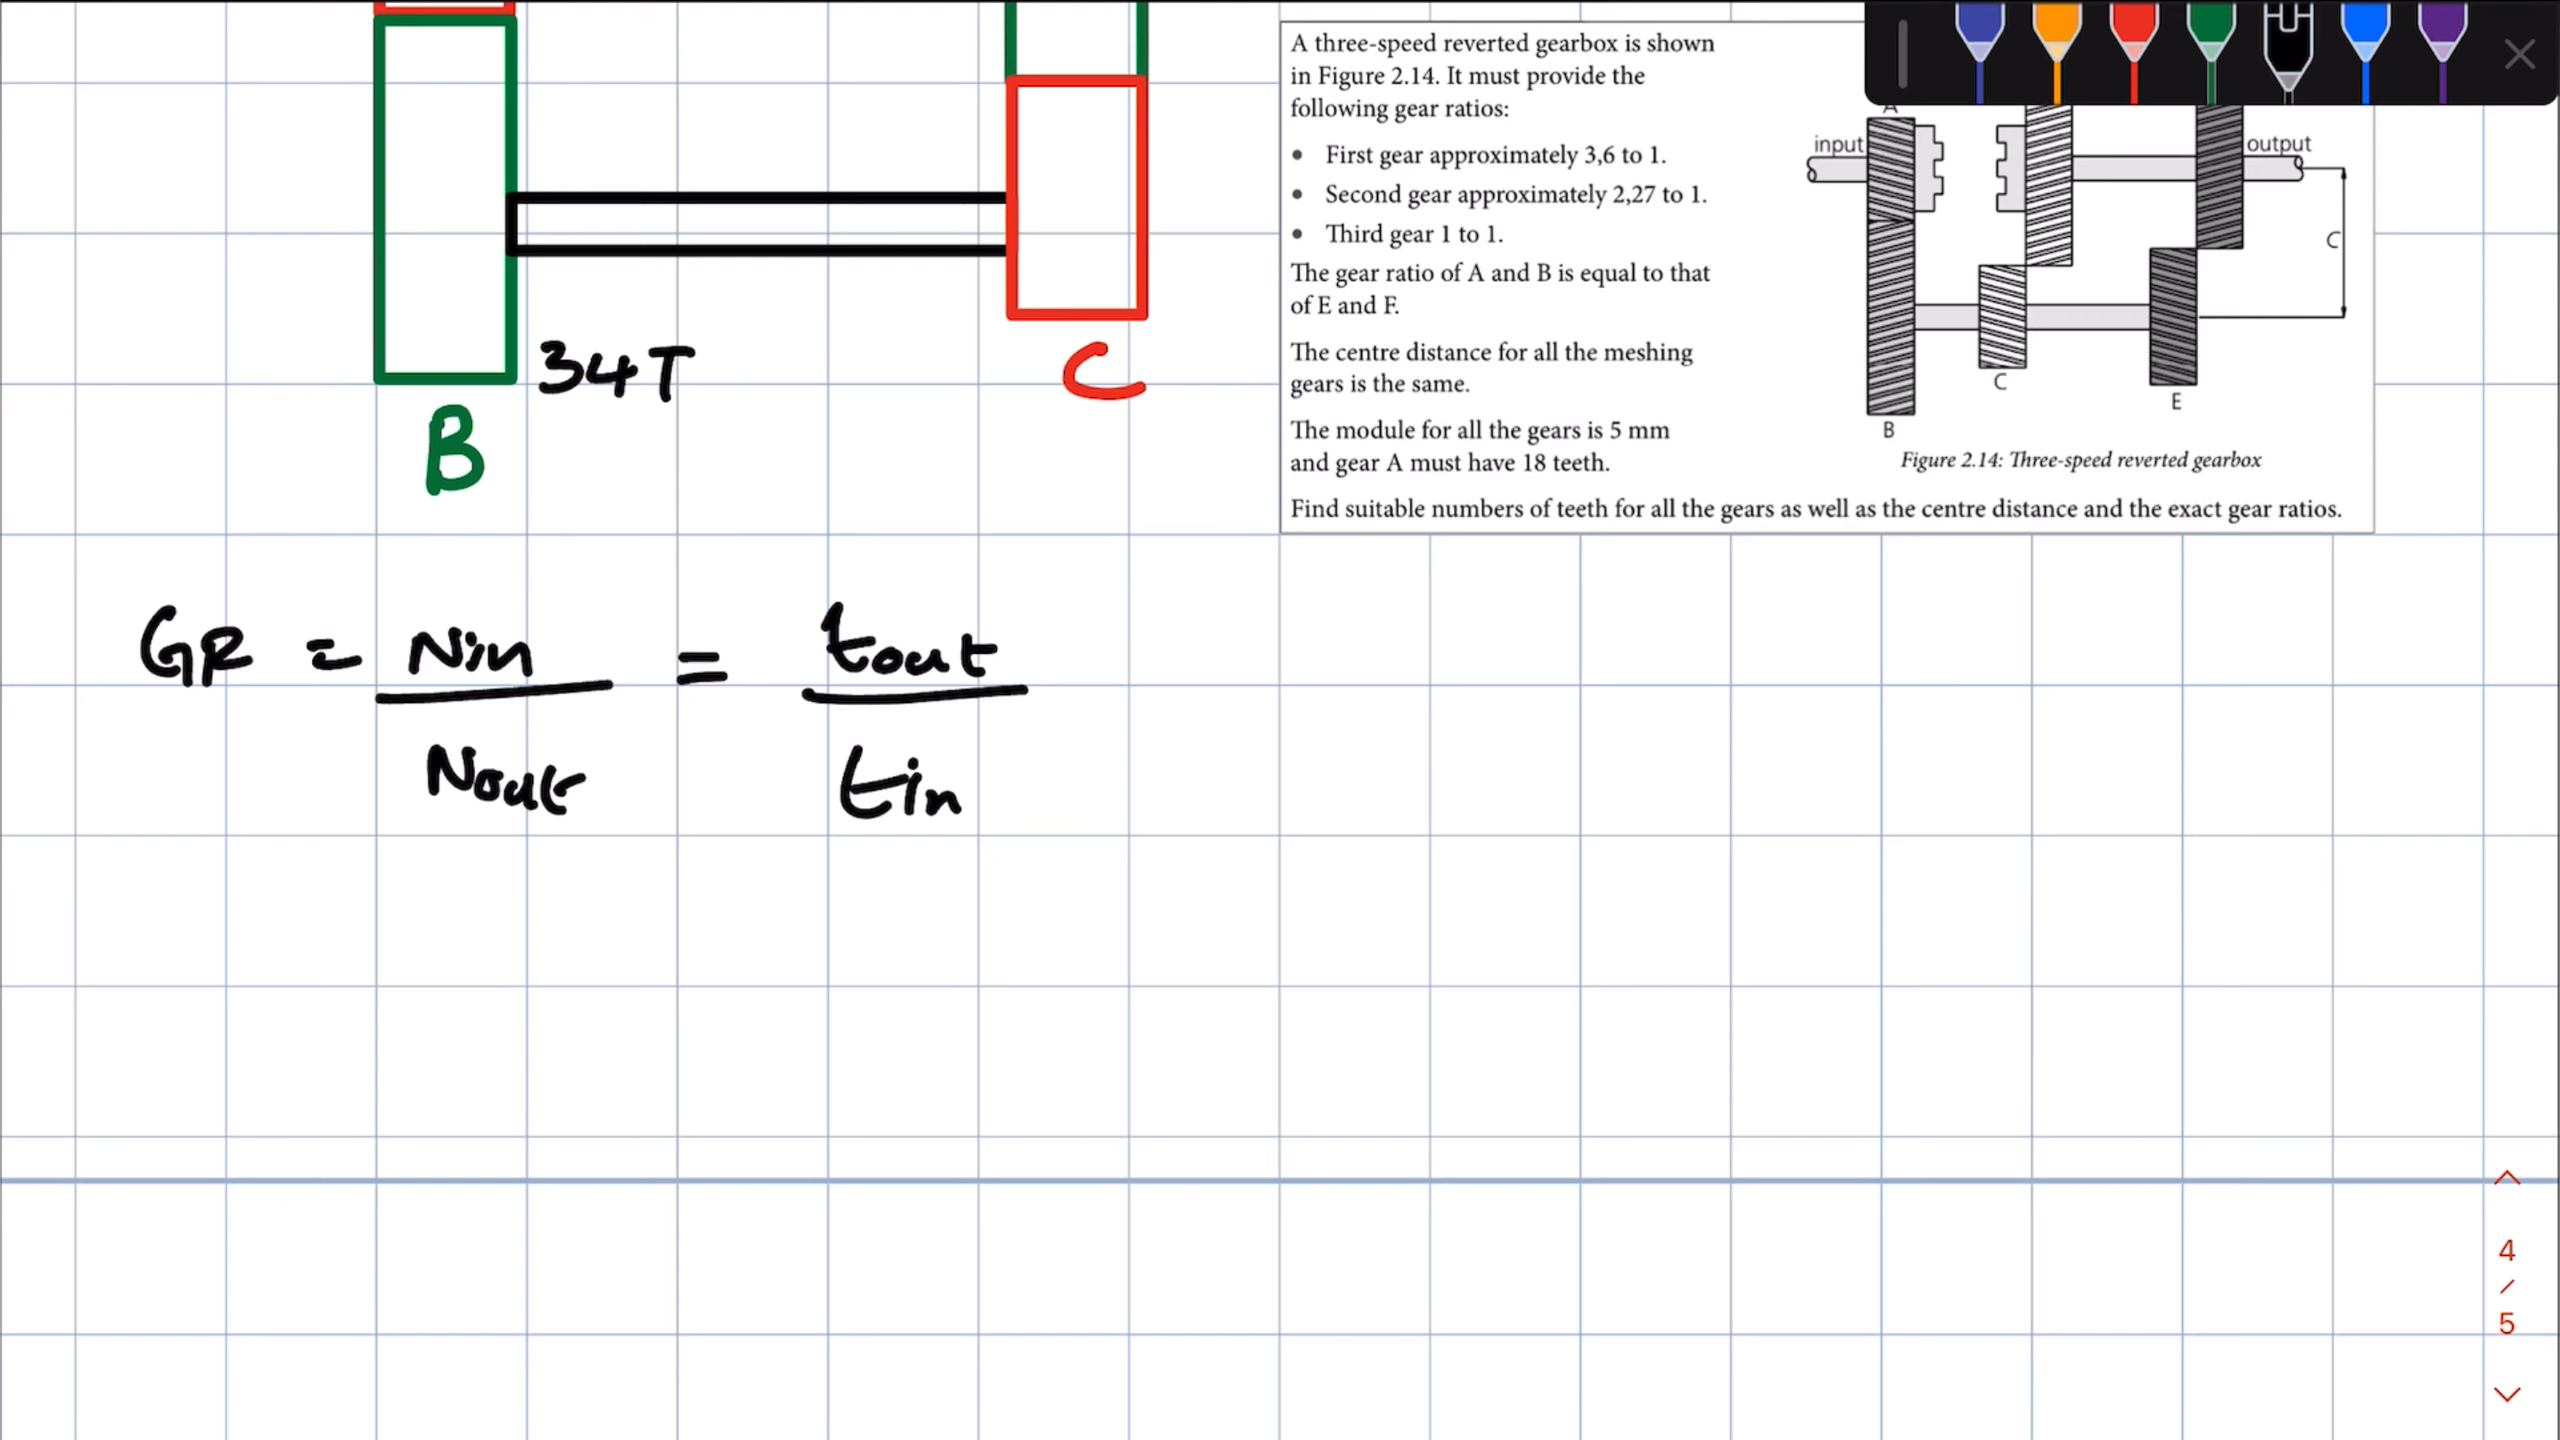 A three-speed reverted gearbox is shown
in Figure 2.14. It must provide the
following gear ratios:
• First gear approximately 3,6 to 1.
• Second gear approximately 2,27 to 1.
• Third gear 1 to 1.
The gear ratio of A and B is equal to that
of E and F.
The centre distance for all the meshing
gears is the same.
The module for all the gears is 5 mm
and gear A must have 18 teeth.
Find suitable numbers of teeth for all the gears as well as the centre distance and the exact gear ratios.
A
input
output
C
C
E
B
Figure 2.14: Three-speed reverted gearbox
34T
C
B
GR = Nin = tout
Nout tin
4
/
5